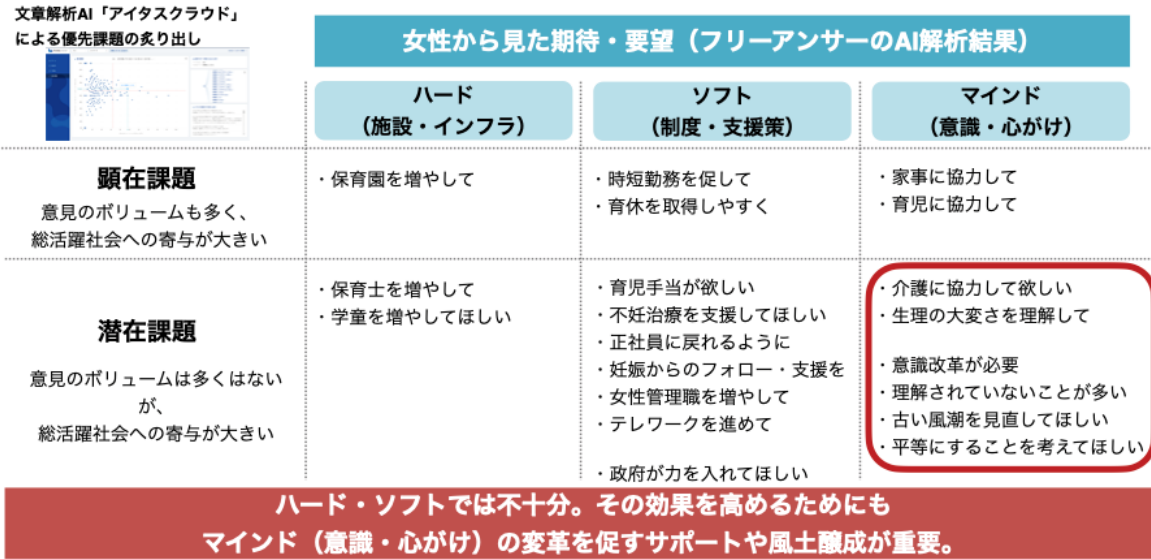 文章解析AI「アイタスクラウド」
による優先課題の炙り出し
女性から見た期待・要望（フリーアンサーのAI解析結果）
ハード
（施設・インフラ）
ソフト
（制度・支援策）
マインド
（意識・心がけ）
顕在課題
意見のボリュームも多く、
総活躍社会への寄与が大きい
・保育園を増やして
・時短勤務を促して
・育休を取得しやすく
・家事に協力して
・育児に協力して
潜在課題
意見のボリュームは多くはない
が、
総活躍社会への寄与が大きい
・保育士を増やして
・学童を増やしてほしい
・育児手当が欲しい
・不妊治療を支援してほしい
・正社員に戻れるように
・妊娠からのフォロー・支援を
・女性管理職を増やして
・テレワークを進めて
・政府が力を入れてほしい
・介護に協力して欲しい
・生理の大変さを理解して
・意識改革が必要
・理解されていないことが多い
・古い風潮を見直してほしい
・平等にすることを考えてほしい
ハード・ソフトでは不十分。その効果を高めるためにも
マインド（意識・心がけ）の変革を促すサポートや風土醸成が重要。